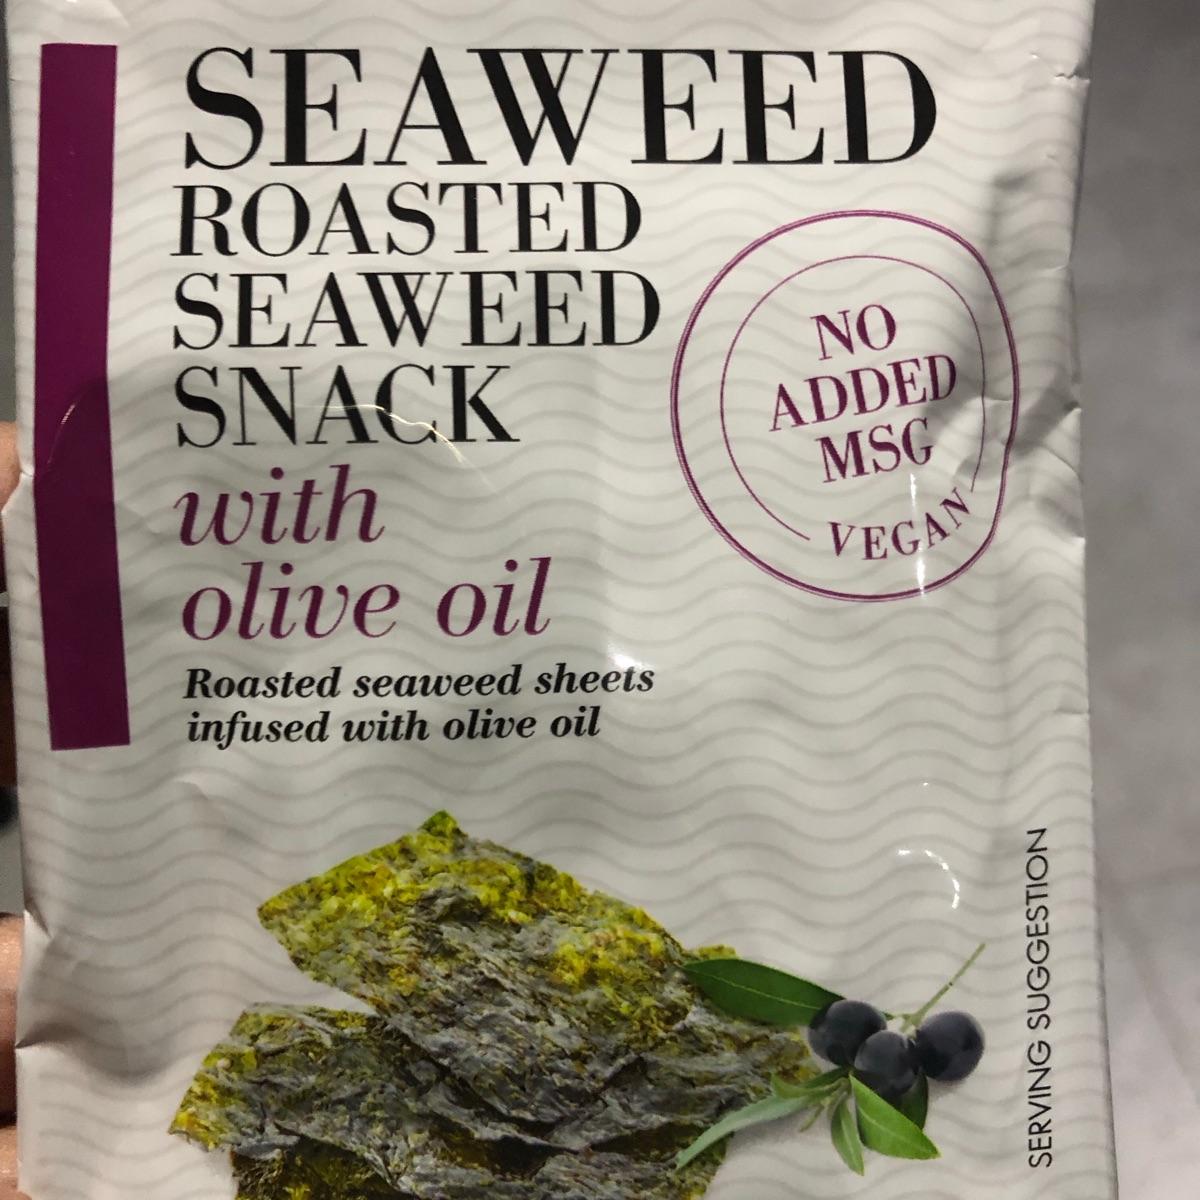 SEAWEED
ROASTED
SEAWEED
SNACK
with
olive oil
Roasted seaweed sheets
infused with olive oil
NO
ADDED
MSG
VEGAN
SERVING SUGGESTION